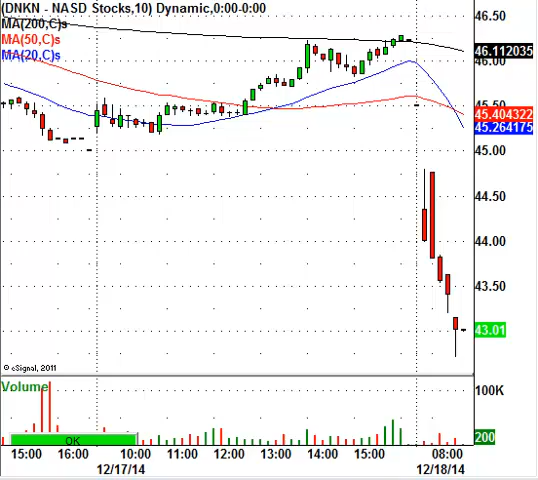 (DNKN - NASD Stocks,10) Dynamic,0:00-0:00
MA(200,C)s
MA(50,C)s
MA(20,C)s
46.50
46.112035
46.00
45.50
45.404322
45.264175
45.00
44.50
44.00
43.50
43.01
© eSignal, 2011
Volume
100K
200
OK
15:00 16:00 10:00 11:00 12:00 13:00 14:00 15:00 08:00
12/17/14 12/18/14